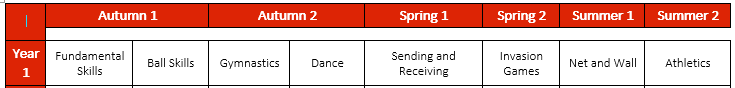 Autumn 1 Autumn 2 Spring 1 Spring 2 Summer 1 Summer 2
Year 1
Fundamental Skills
Ball Skills
Gymnastics
Dance
Sending and Receiving
Invasion Games
Net and Wall
Athletics